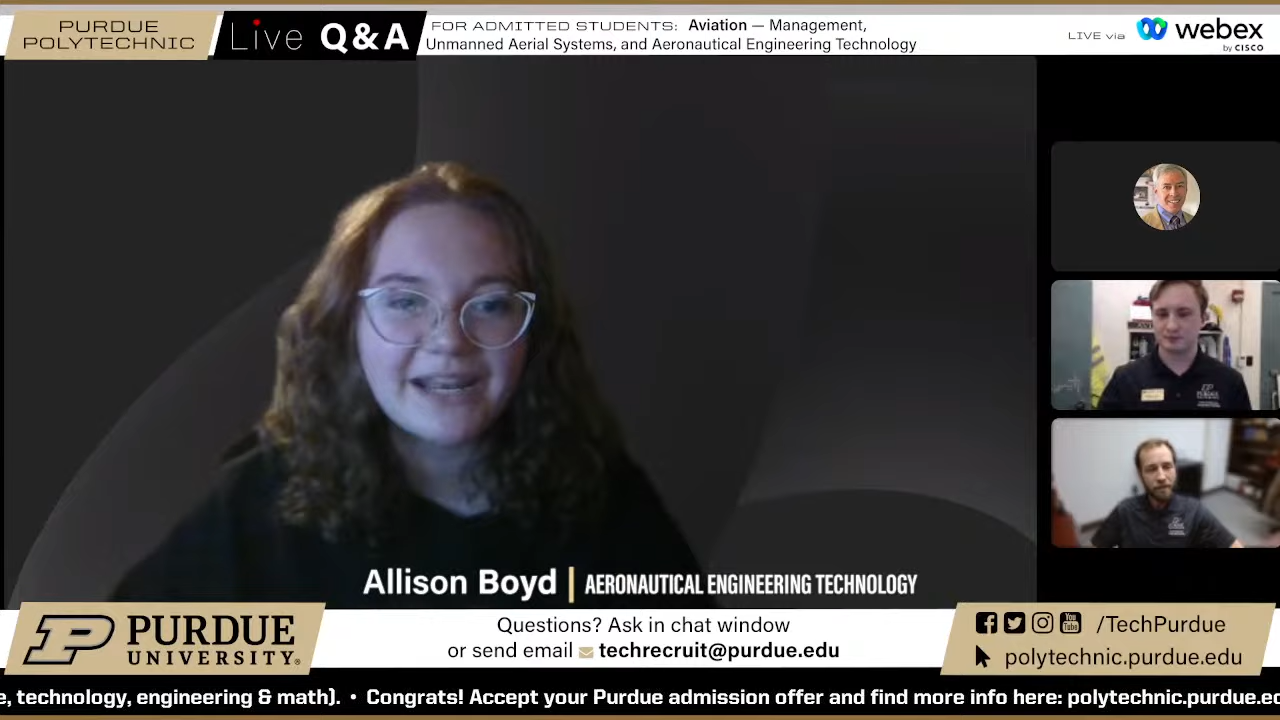 PURDUE
POLYTECHNIC
Live Q&A
FOR ADMITTED STUDENTS: Aviation — Management,
Unmanned Aerial Systems, and Aeronautical Engineering Technology
LIVE via webex
by CISCO
Allison Boyd | AERONAUTICAL ENGINEERING TECHNOLOGY
P PURDUE
UNIVERSITY®
Questions? Ask in chat window
or send email techrecruit@purdue.edu
You
Tube
/TechPurdue
polytechnic.purdue.edu
e, technology, engineering & math). • Congrats! Accept your Purdue admission offer and find more info here: polytechnic.purdue.ed